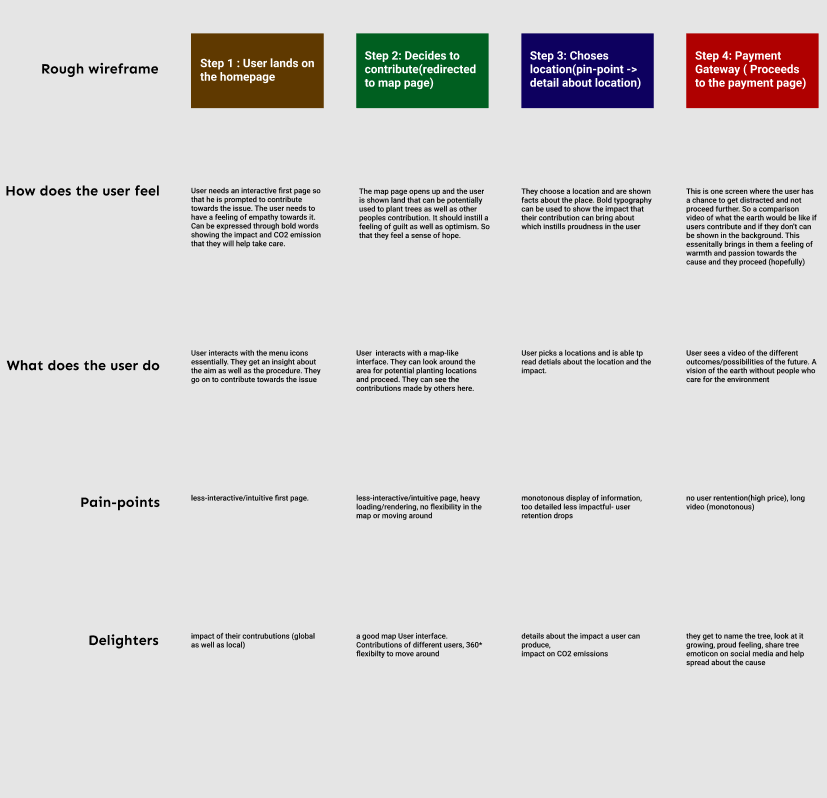 Rough wireframe
Step 1 : User lands on
the homepage
Step 2: Decides to
contribute(redirected
to map page)
Step 3: Choses
location(pin-point ->
detail about location)
Step 4: Payment
Gateway ( Proceeds
to the payment page)
How does the user feel
User needs an interactive first page so
that he is prompted to contribute
towards the issue. The user needs to
have a feeling of empathy towards it.
Can be expressed through bold words
showing the impact and CO2 emission
that they will help take care.
The map page opens up and the user
is shown land that can be potentially
used to plant trees as well as other
peoples contribution. It should instill a
feeling of guilt as well as optimism. So
that they feel a sense of hope.
They choose a location and are shown
facts about the place. Bold typography
can be used to show the impact that
their contribution can bring about
which instills proudness in the user
This is one screen where the user has
a chance to get distracted and not
proceed further. So a comparison
video of what the earth would be like if
users contribute and if they don't can
be shown in the background. This
essenitally brings in them a feeling of
warmth and passion towards the
cause and they proceed (hopefully)
What does the user do
User interacts with the menu icons
essentially. They get an insight about
the aim as well as the procedure. They
go on to contribute towards the issue
User interacts with a map-like
interface. They can look around the
area for potential planting locations
and proceed. They can see the
contributions made by others here.
User picks a locations and is able tp
read detials about the location and the
impact.
User sees a video of the different
outcomes/possibilities of the future. A
vision of the earth without people who
care for the environment
Pain-points
less-interactive/intuitive first page.
less-interactive/intuitive page, heavy
loading/rendering, no flexibility in the
map or moving around
monotonous display of information,
too detailed less impactful- user
retention drops
no user rentention(high price), long
video (monotonous)
Delighters
impact of their contrubutions (global
as well as local)
a good map User interface.
Contributions of different users, 360*
flexibilty to move around
details about the impact a user can
produce,
impact on CO2 emissions
they get to name the tree, look at it
growing, proud feeling, share tree
emoticon on social media and help
spread about the cause